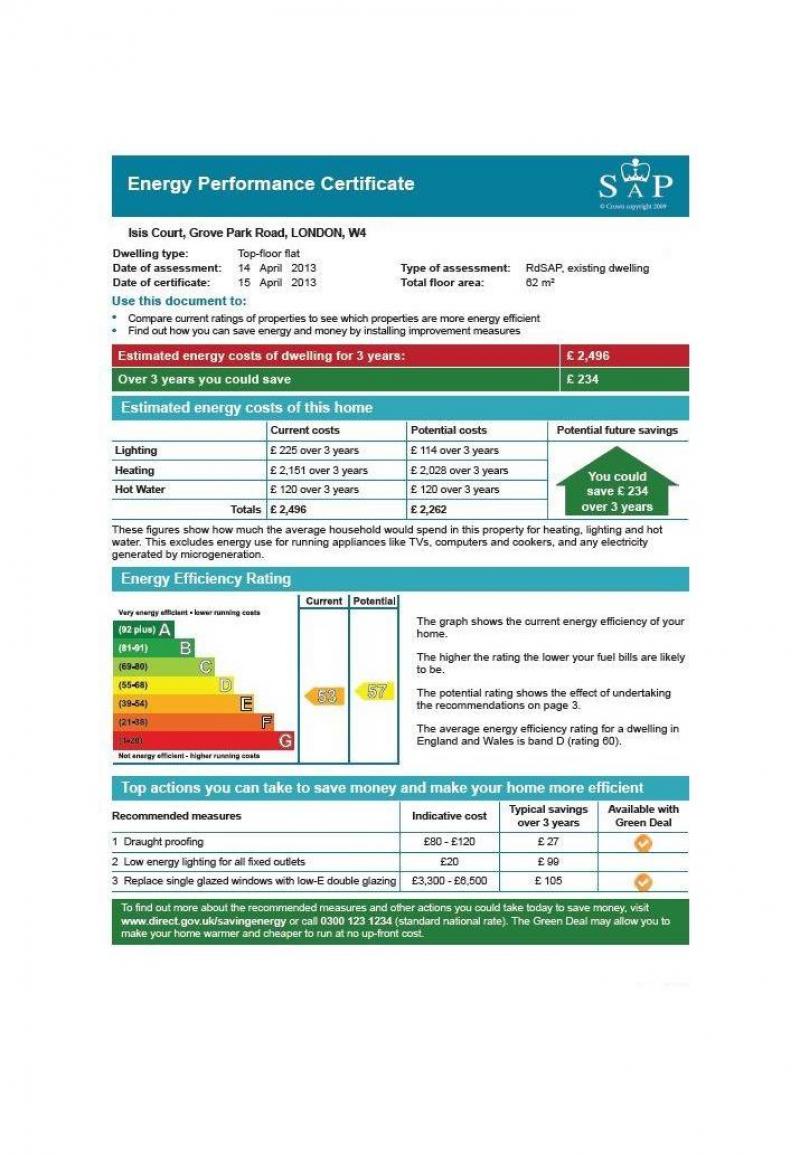 Energy Performance Certificate
SAP
© Crown copyright 2009
Isis Court, Grove Park Road, LONDON, W4
Dwelling type: Top-floor flat
Date of assessment: 14 April 2013 Type of assessment: RdSAP, existing dwelling
Date of certificate: 15 April 2013 Total floor area: 62 m²
Use this document to:
• Compare current ratings of properties to see which properties are more energy efficient
• Find out how you can save energy and money by installing improvement measures
Estimated energy costs of dwelling for 3 years: £ 2,496
Over 3 years you could save £ 234
Estimated energy costs of this home
Current costs Potential costs Potential future savings
Lighting £ 225 over 3 years £ 114 over 3 years
Heating £ 2,151 over 3 years £ 2,028 over 3 years
Hot Water £ 120 over 3 years £ 120 over 3 years
Totals £ 2,496 £ 2,262
You could
save £ 234
over 3 years
These figures show how much the average household would spend in this property for heating, lighting and hot
water. This excludes energy use for running appliances like TVs, computers and cookers, and any electricity
generated by microgeneration.
Energy Efficiency Rating
Current Potential
Very energy efficient - lower running costs
(92 plus) A
(81-91) B
(69-80) C
(55-68) D
(39-54) E
(21-38) F
(1-20) G
53 57
Not energy efficient - higher running costs
The graph shows the current energy efficiency of your
home.
The higher the rating the lower your fuel bills are likely
to be.
The potential rating shows the effect of undertaking
the recommendations on page 3.
The average energy efficiency rating for a dwelling in
England and Wales is band D (rating 60).
Top actions you can take to save money and make your home more efficient
Recommended measures Indicative cost Typical savings over 3 years Available with Green Deal
1 Draught proofing £80 - £120 £ 27
2 Low energy lighting for all fixed outlets £20 £ 99
3 Replace single glazed windows with low-E double glazing £3,300 - £6,500 £ 105
To find out more about the recommended measures and other actions you could take today to save money, visit
www.direct.gov.uk/savingenergy or call 0300 123 1234 (standard national rate). The Green Deal may allow you to
make your home warmer and cheaper to run at no up-front cost.